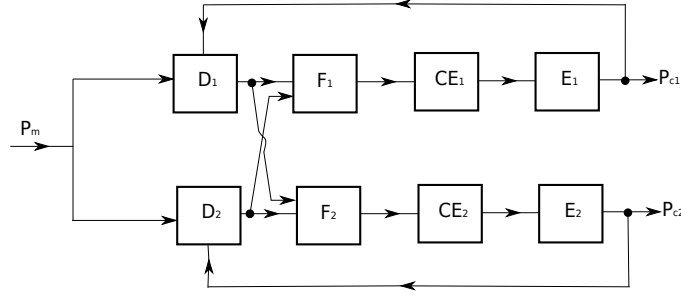 D₁ F₁ CE₁ E₁ Pc1
Pm
D₂ F₂ CE₂ E₂ Pc2